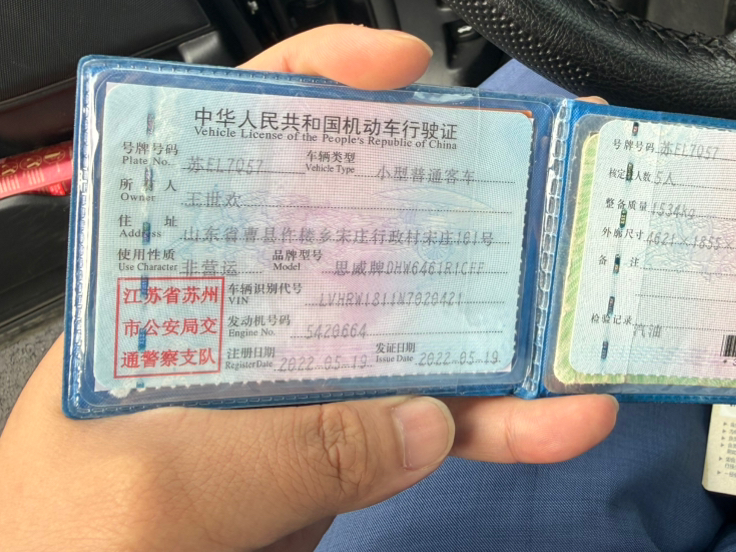 中华人民共和国机动车行驶证
Vehicle License of the People's Republic of China
号牌号码 苏EL7Q57 车辆类型 小型普通客车
Plate No. Vehicle Type
所有人 王世欢
Owner
住址 山东省曹县仵楼乡宋庄行政村宋庄161号
Address
使用性质 非营运 品牌型号 思威牌DHW6461R1CFF
Use Character Model
江苏省苏州
市公安局交
通警察支队
车辆识别代号 LVHRW1811N7020421
VIN
发动机号码 5420664
Engine No.
注册日期 2022.05.19 发证日期 2022.05.19
Register Date Issue Date
号牌号码 苏EL7Q57
核定 人数 5人
整备质量 1534kg
外廓尺寸 4621×1855×
备注
检验记录
汽油